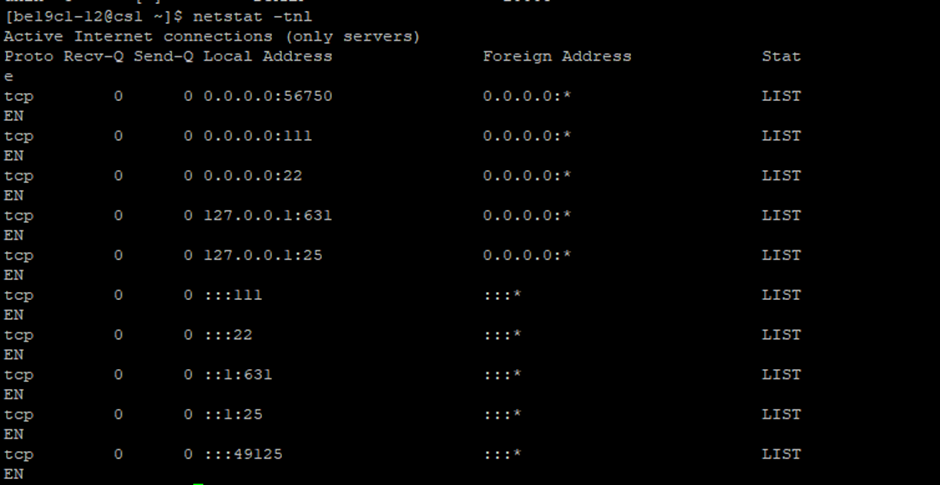 [be19c1-12@cs1 ~]$ netstat -tnl
Active Internet connections (only servers)
Proto Recv-Q Send-Q Local Address               Foreign Address             Stat
e
tcp        0      0 0.0.0.0:56750               0.0.0.0:*                   LIST
EN
tcp        0      0 0.0.0.0:111                 0.0.0.0:*                   LIST
EN
tcp        0      0 0.0.0.0:22                  0.0.0.0:*                   LIST
EN
tcp        0      0 127.0.0.1:631               0.0.0.0:*                   LIST
EN
tcp        0      0 127.0.0.1:25                0.0.0.0:*                   LIST
EN
tcp        0      0 :::111                      :::*                        LIST
EN
tcp        0      0 :::22                       :::*                        LIST
EN
tcp        0      0 ::1:631                     :::*                        LIST
EN
tcp        0      0 ::1:25                      :::*                        LIST
EN
tcp        0      0 :::49125                    :::*                        LIST
EN